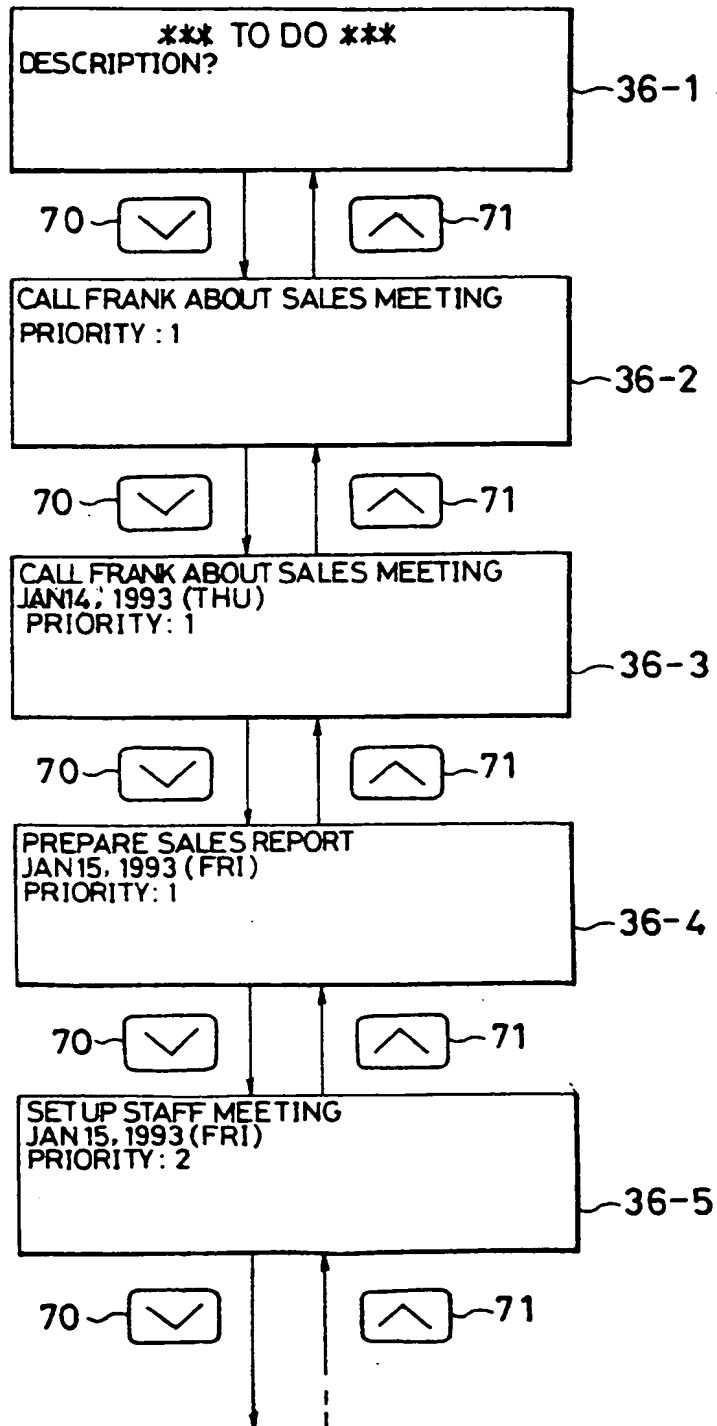 *** TO DO ***
DESCRIPTION?
36-1
70
71
CALL FRANK ABOUT SALES MEETING
PRIORITY : 1
36-2
70
71
CALL FRANK ABOUT SALES MEETING
JAN14, 1993 (THU)
PRIORITY: 1
36-3
70
71
PREPARE SALES REPORT
JAN 15, 1993 (FRI)
PRIORITY: 1
36-4
70
71
SET UP STAFF MEETING
JAN 15, 1993 (FRI)
PRIORITY: 2
36-5
70
71